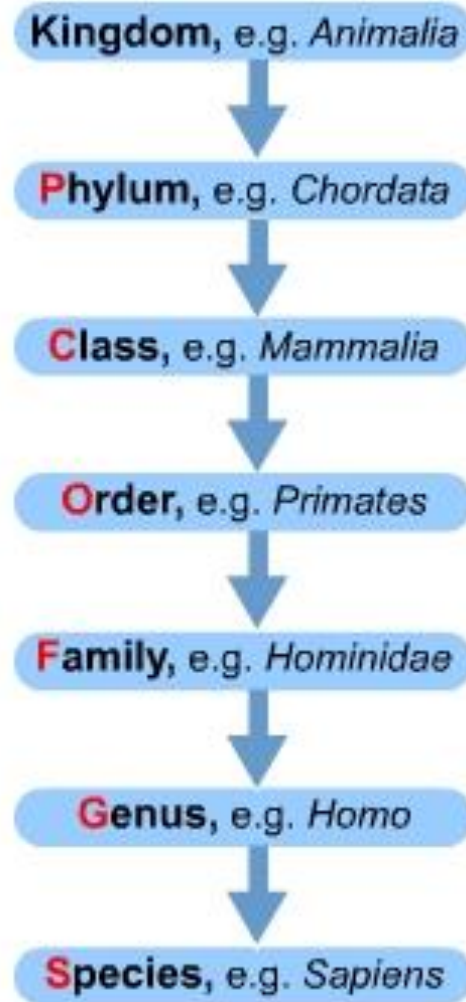 Kingdom, e.g. Animalia
Phylum, e.g. Chordata
Class, e.g. Mammalia
Order, e.g. Primates
Family, e.g. Hominidae
Genus, e.g. Homo
Species, e.g. Sapiens